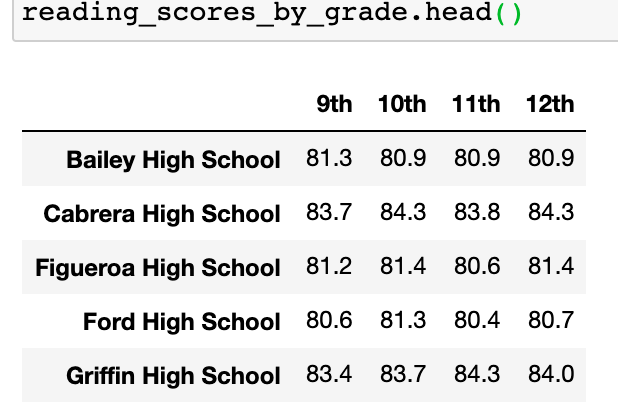 reading_scores_by_grade.head()
9th 10th 11th 12th
Bailey High School 81.3 80.9 80.9 80.9
Cabrera High School 83.7 84.3 83.8 84.3
Figueroa High School 81.2 81.4 80.6 81.4
Ford High School 80.6 81.3 80.4 80.7
Griffin High School 83.4 83.7 84.3 84.0